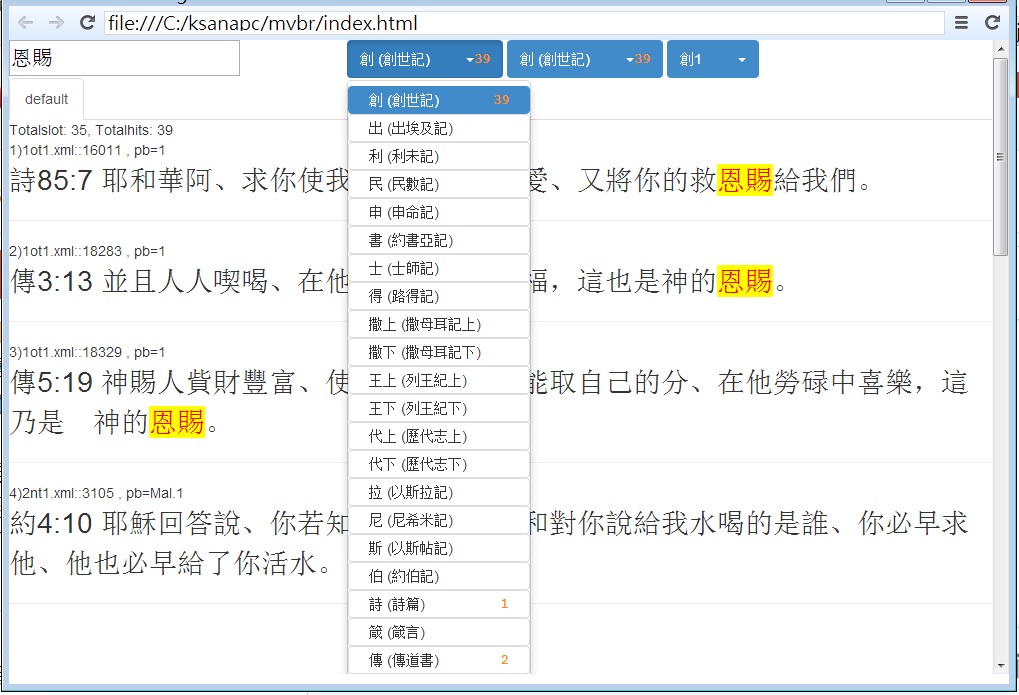 file:///C:/ksanapc/mvbr/index.html
恩賜
創 (創世記) 39
創 (創世記) 39
創1
default
創 (創世記) 39
出 (出埃及記)
利 (利未記)
民 (民數記)
申 (申命記)
書 (約書亞記)
士 (士師記)
得 (路得記)
撒上 (撒母耳記上)
撒下 (撒母耳記下)
王上 (列王紀上)
王下 (列王紀下)
代上 (歷代志上)
代下 (歷代志下)
拉 (以斯拉記)
尼 (尼希米記)
斯 (以斯帖記)
伯 (約伯記)
詩 (詩篇) 1
箴 (箴言)
傳 (傳道書) 2
Totalslot: 35, Totalhits: 39
1)1ot1.xml::16011 , pb=1
詩85:7 耶和華阿、求你使我 愛、又將你的救恩賜給我們。
2)1ot1.xml::18283 , pb=1
傳3:13 並且人人喫喝、在他 福，這也是神的恩賜。
3)1ot1.xml::18329 , pb=1
傳5:19 神賜人貲財豐富、使 能取自己的分、在他勞碌中喜樂，這
乃是　神的恩賜。
4)2nt1.xml::3105 , pb=Mal.1
約4:10 耶穌回答說、你若知 和對你說給我水喝的是誰、你必早求
他、他也必早給了你活水。